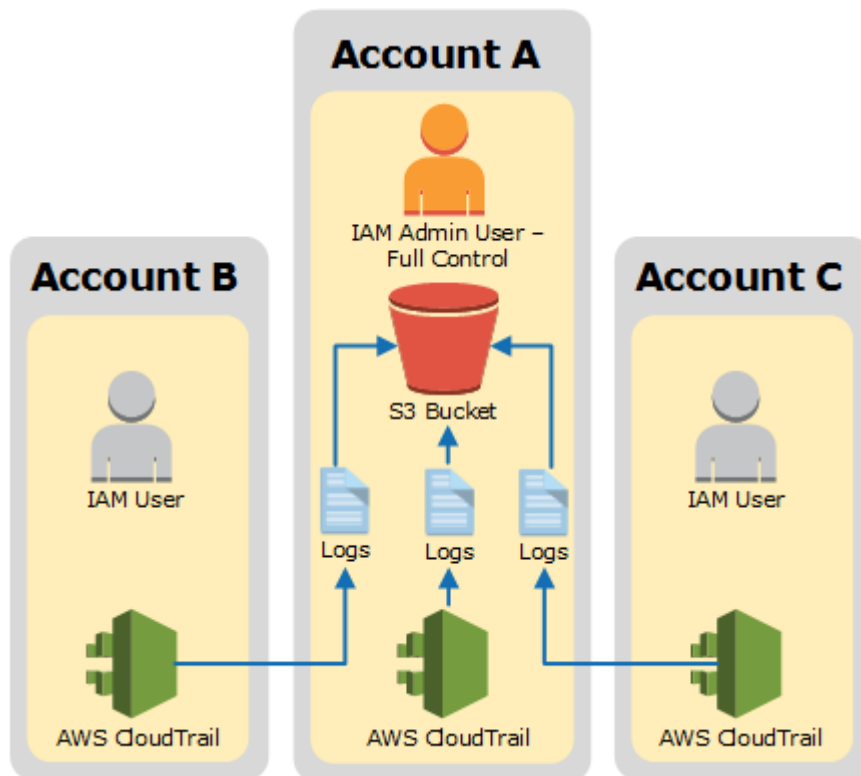 Account A
IAM Admin User –
Full Control
S3 Bucket
Logs
Logs
Logs
AWS CloudTrail
Account B
IAM User
AWS CloudTrail
Account C
IAM User
AWS CloudTrail